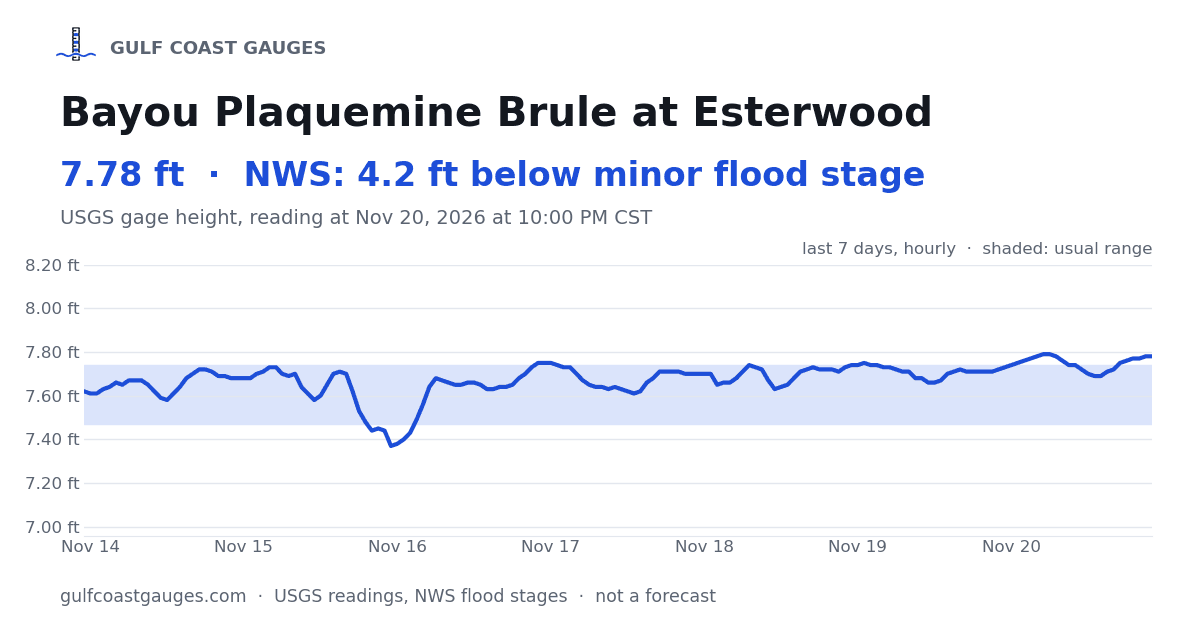 GULF COAST GAUGES
Bayou Plaquemine Brule at Esterwood
7.78 ft · NWS: 4.2 ft below minor flood stage
USGS gage height, reading at Nov 20, 2026 at 10:00 PM CST
last 7 days, hourly · shaded: usual range
8.20 ft
8.00 ft
7.80 ft
7.60 ft
7.40 ft
7.20 ft
7.00 ft
Nov 14 Nov 15 Nov 16 Nov 17 Nov 18 Nov 19 Nov 20
gulfcoastgauges.com · USGS readings, NWS flood stages · not a forecast